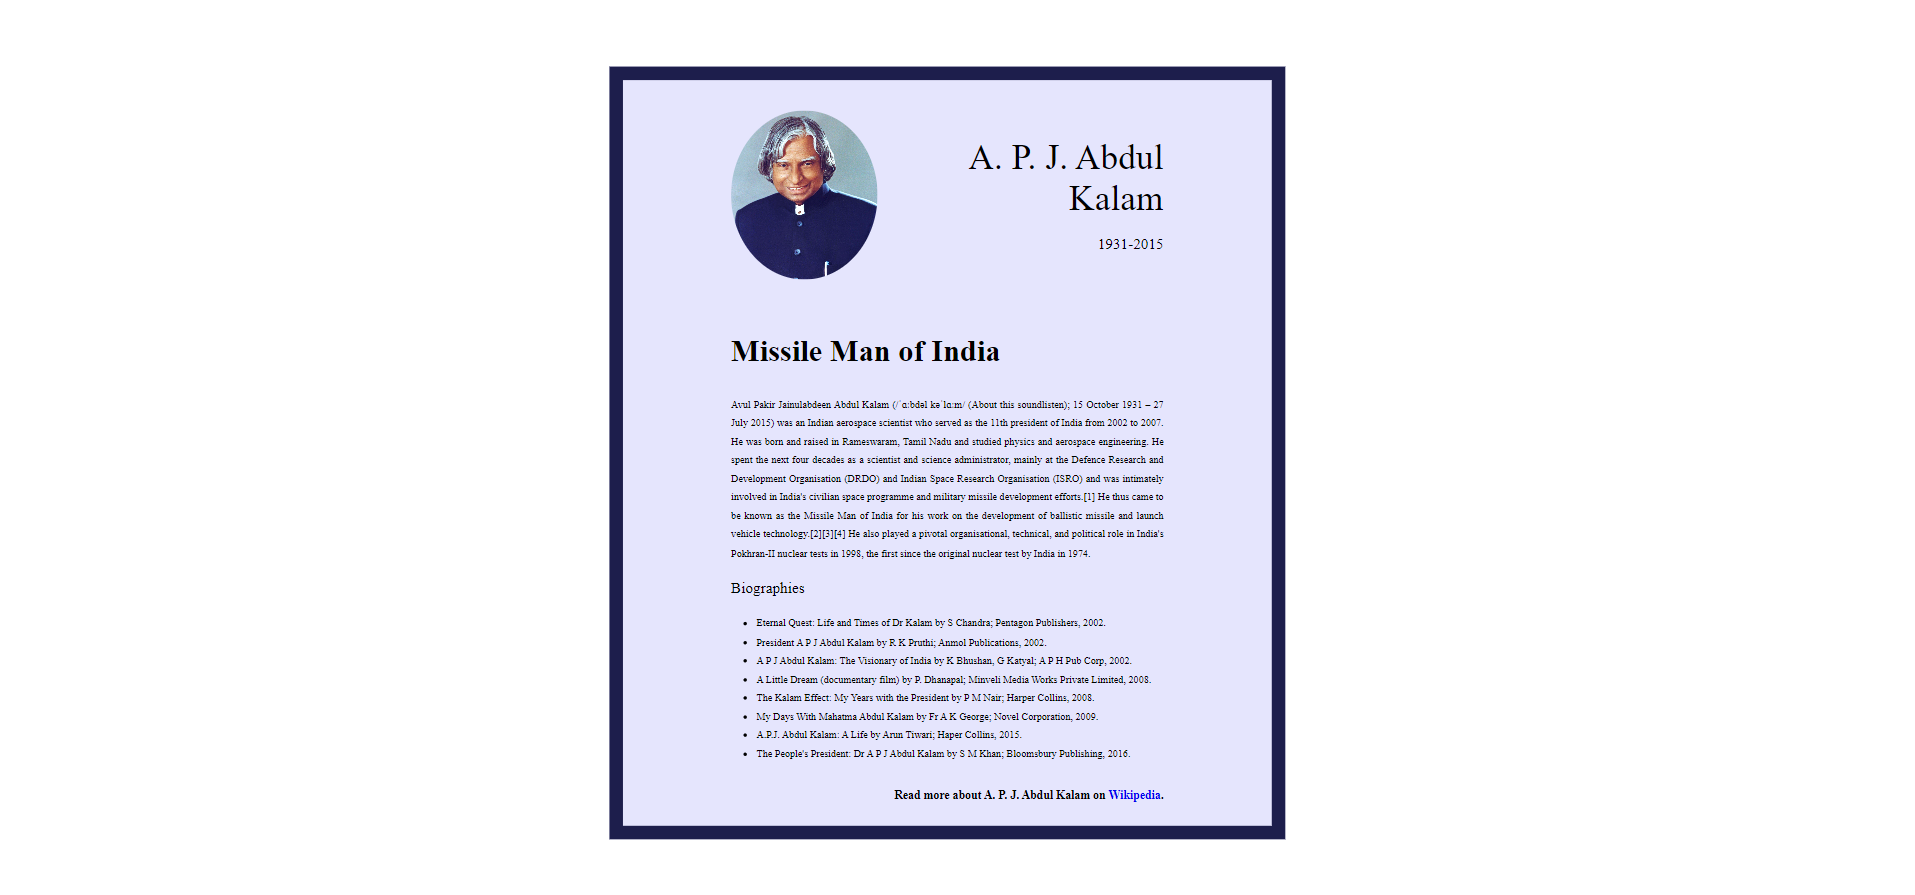 A. P. J. Abdul
Kalam
1931-2015
Missile Man of India
Avul Pakir Jainulabdeen Abdul Kalam (/ˈɑːbdəl kəˈlɑːm/ (About this soundlisten); 15 October 1931 – 27
July 2015) was an Indian aerospace scientist who served as the 11th president of India from 2002 to 2007.
He was born and raised in Rameswaram, Tamil Nadu and studied physics and aerospace engineering. He
spent the next four decades as a scientist and science administrator, mainly at the Defence Research and
Development Organisation (DRDO) and Indian Space Research Organisation (ISRO) and was intimately
involved in India's civilian space programme and military missile development efforts.[1] He thus came to
be known as the Missile Man of India for his work on the development of ballistic missile and launch
vehicle technology.[2][3][4] He also played a pivotal organisational, technical, and political role in India's
Pokhran-II nuclear tests in 1998, the first since the original nuclear test by India in 1974.
Biographies
• Eternal Quest: Life and Times of Dr Kalam by S Chandra; Pentagon Publishers, 2002.
• President A P J Abdul Kalam by R K Pruthi; Anmol Publications, 2002.
• A P J Abdul Kalam: The Visionary of India by K Bhushan, G Katyal; A P H Pub Corp, 2002.
• A Little Dream (documentary film) by P. Dhanapal; Minveli Media Works Private Limited, 2008.
• The Kalam Effect: My Years with the President by P M Nair; Harper Collins, 2008.
• My Days With Mahatma Abdul Kalam by Fr A K George; Novel Corporation, 2009.
• A.P.J. Abdul Kalam: A Life by Arun Tiwari; Haper Collins, 2015.
• The People's President: Dr A P J Abdul Kalam by S M Khan; Bloomsbury Publishing, 2016.
Read more about A. P. J. Abdul Kalam on Wikipedia.